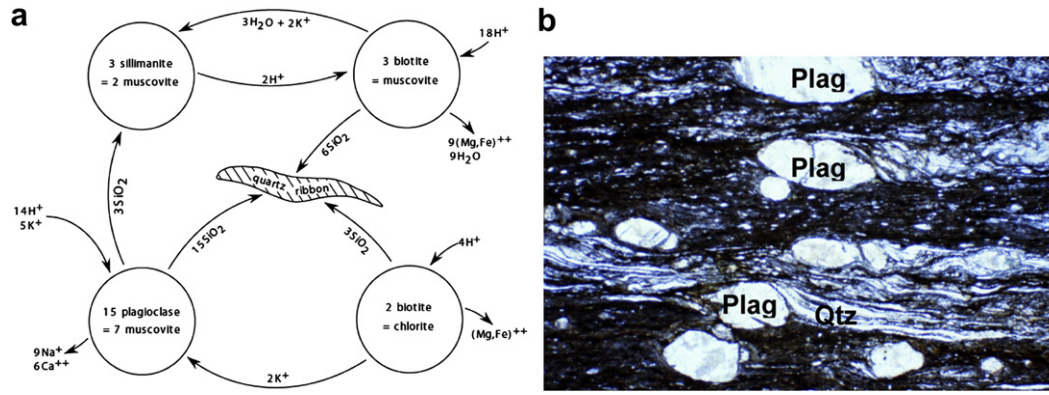 a
3H₂O + 2K⁺
3 sillimanite
= 2 muscovite
2H⁺
3 biotite
= muscovite
18H⁺
9(Mg,Fe)⁺⁺
9H₂O
6SiO₂
quartz ribbon
3SiO₂
15SiO₂
3SiO₂
14H⁺
5K⁺
15 plagioclase
= 7 muscovite
9Na⁺
6Ca⁺⁺
4H⁺
2 biotite
= chlorite
(Mg,Fe)⁺⁺
2K⁺
b
Plag
Plag
Plag
Qtz